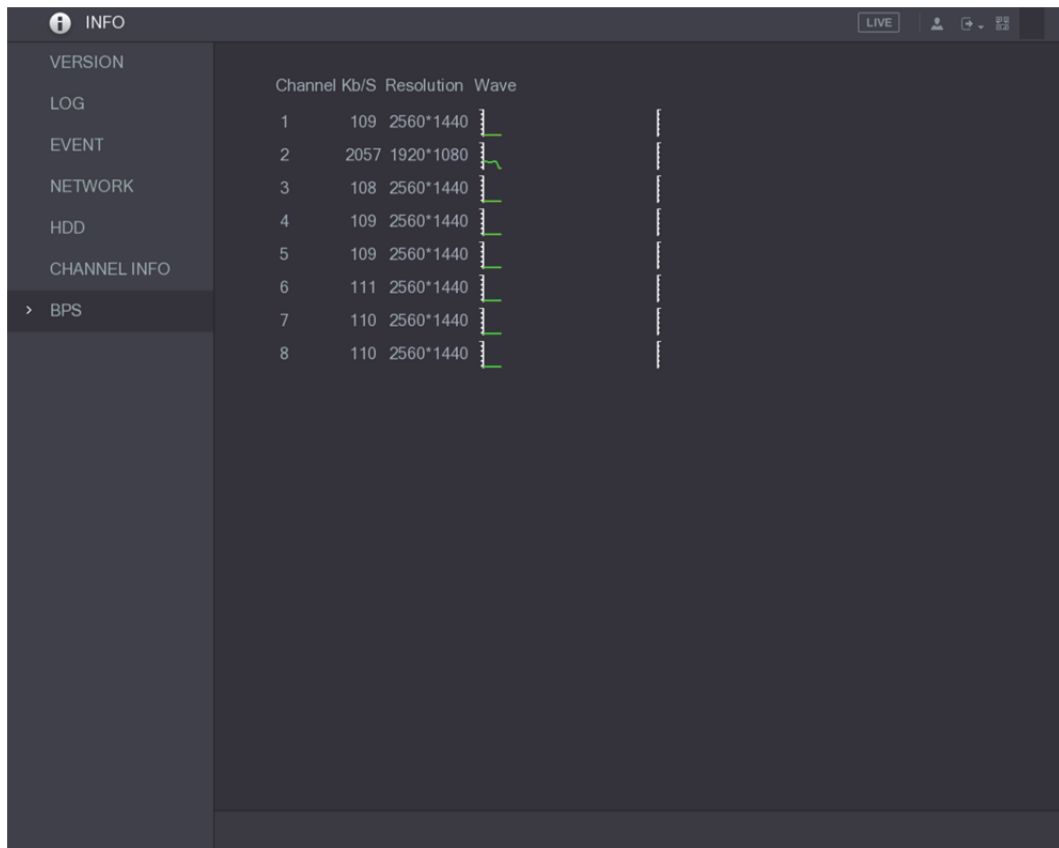 INFO
LIVE
VERSION
LOG
EVENT
NETWORK
HDD
CHANNEL INFO
> BPS
Channel Kb/S Resolution Wave
1 109 2560*1440
2 2057 1920*1080
3 108 2560*1440
4 109 2560*1440
5 109 2560*1440
6 111 2560*1440
7 110 2560*1440
8 110 2560*1440